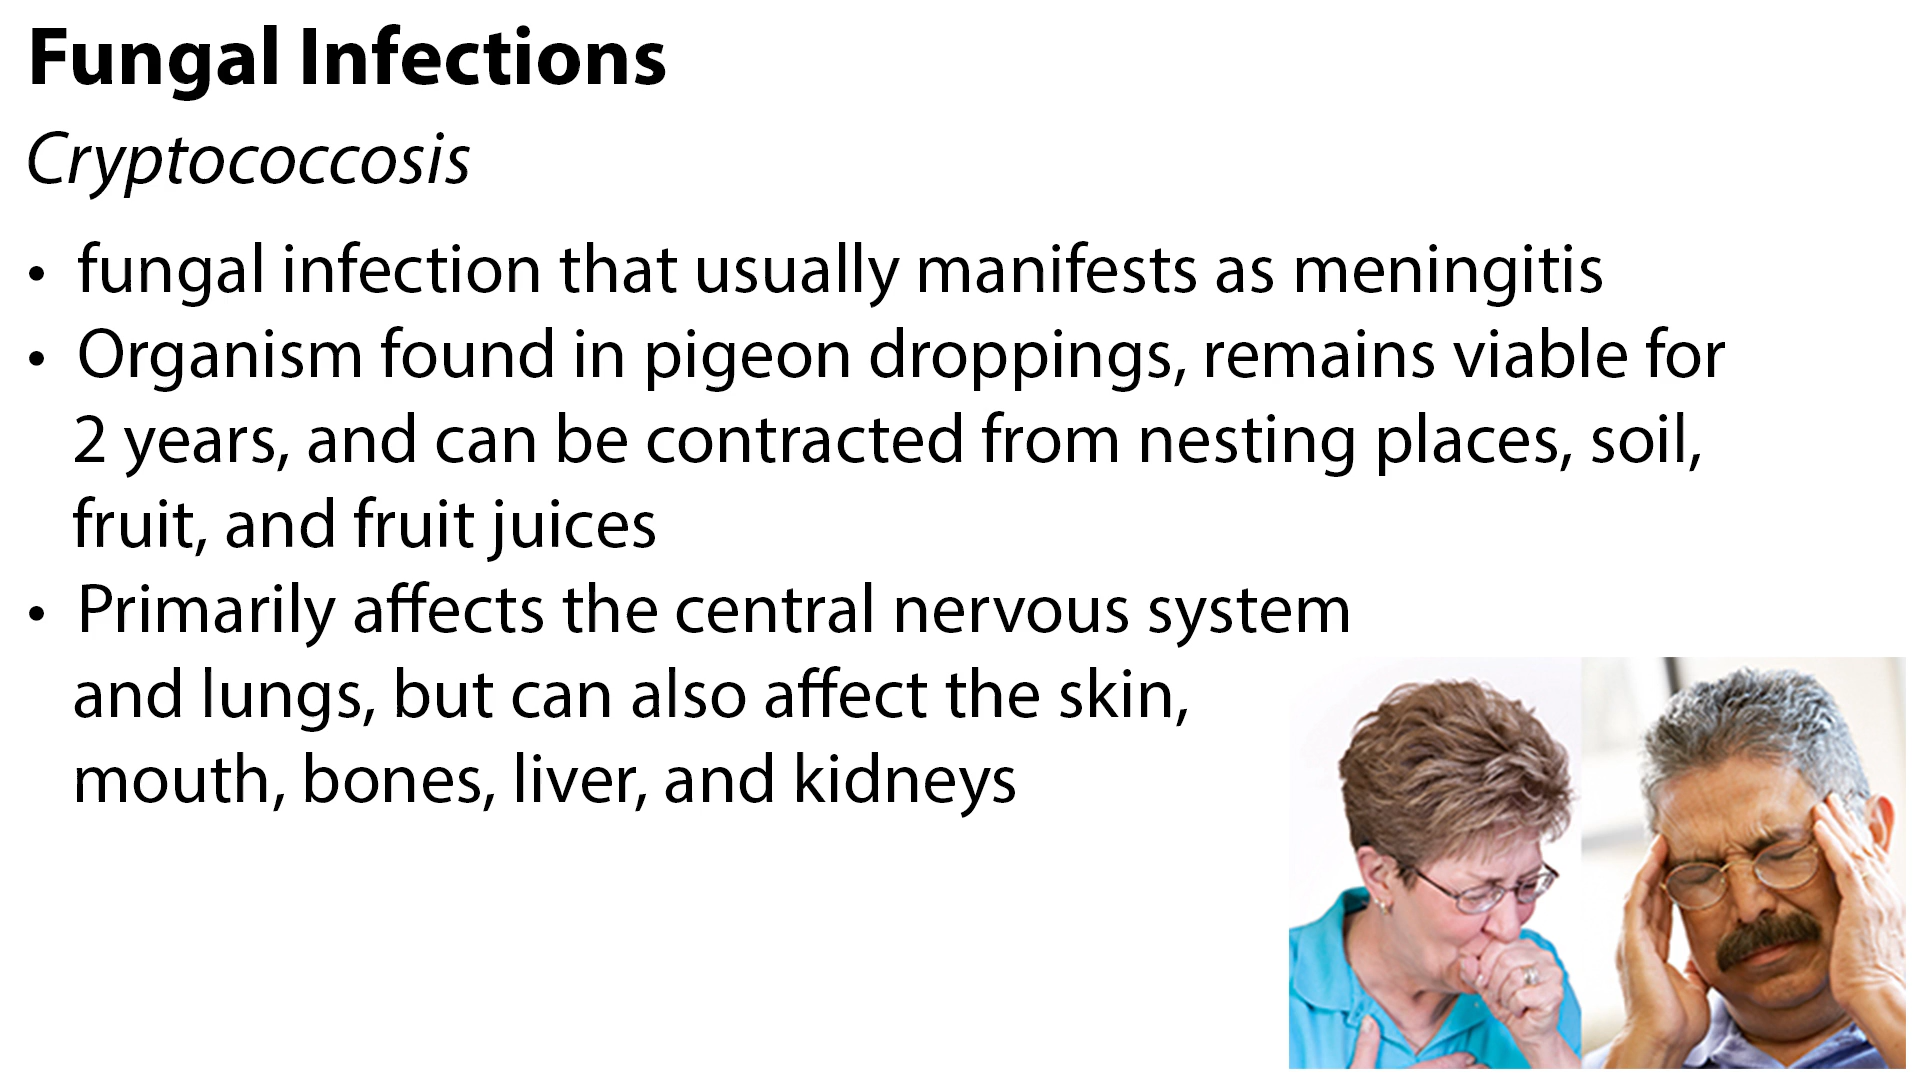 Fungal Infections
Cryptococcosis
• fungal infection that usually manifests as meningitis
• Organism found in pigeon droppings, remains viable for
2 years, and can be contracted from nesting places, soil,
fruit, and fruit juices
• Primarily affects the central nervous system
and lungs, but can also affect the skin,
mouth, bones, liver, and kidneys